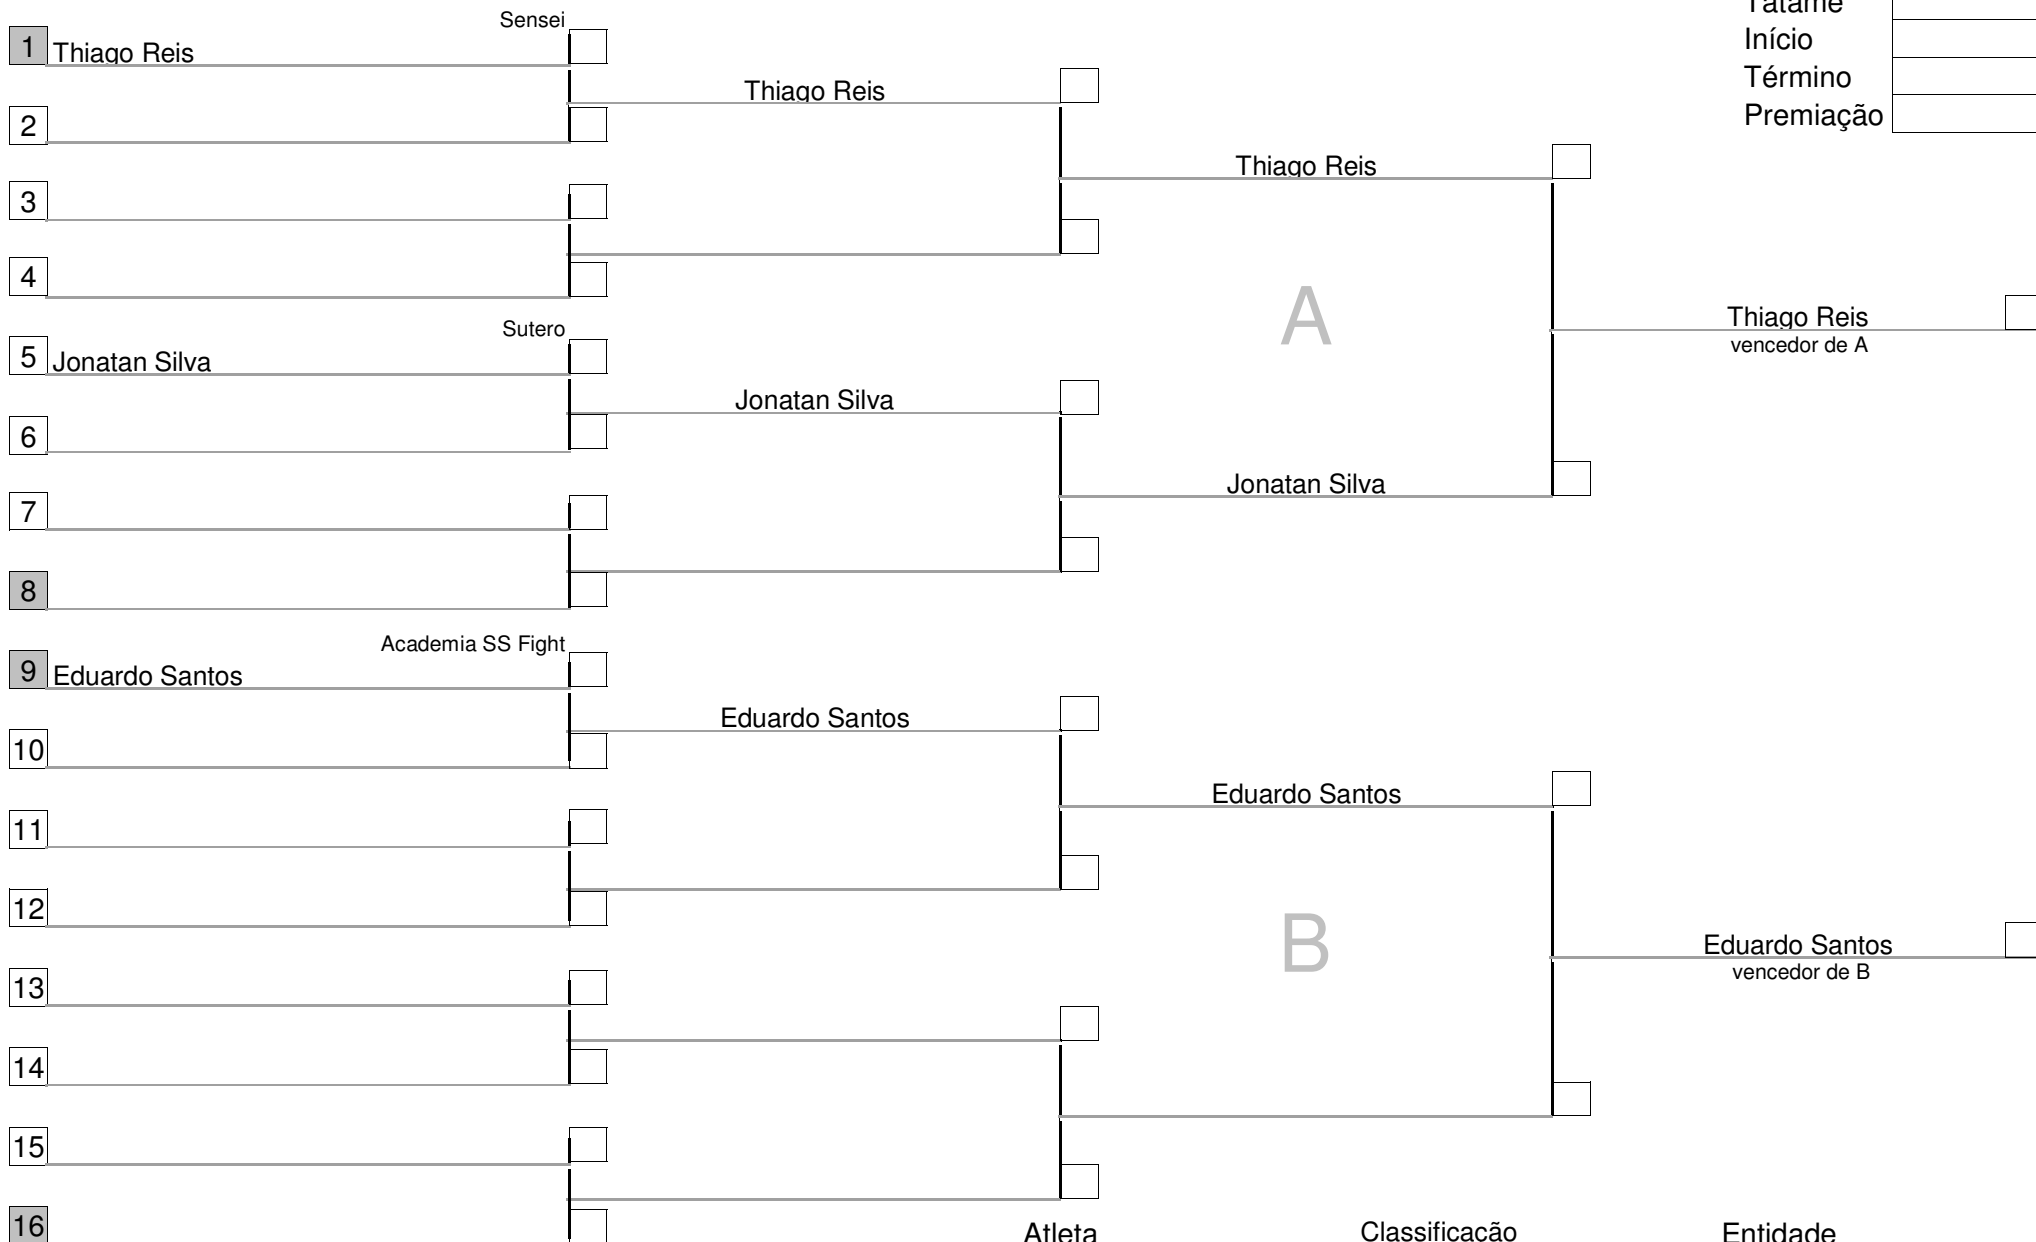 Tatame
Sensei
1 Thiago Reis
Início
Thiago Reis
Término
2
Premiação
Thiago Reis
3
4
Thiago Reis
vencedor de A
A
Sutero
5 Jonatan Silva
Jonatan Silva
6
Jonatan Silva
7
8
Academia SS Fight
9 Eduardo Santos
Eduardo Santos
10
Eduardo Santos
11
12
B
Eduardo Santos
vencedor de B
13
14
15
16
Atleta Classificação Entidade